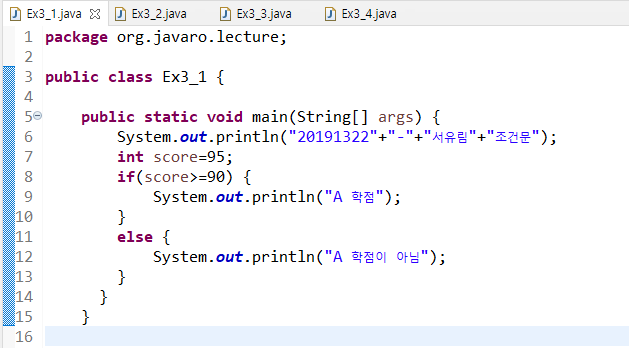 Ex3_1.java Ex3_2.java Ex3_3.java Ex3_4.java
1 package org.javaro.lecture;
2
3 public class Ex3_1 {
4
5 public static void main(String[] args) {
6 System.out.println("20191322"+"-"+"서유림"+"조건문");
7 int score=95;
8 if(score>=90) {
9 System.out.println("A 학점");
10 }
11 else {
12 System.out.println("A 학점이 아님");
13 }
14 }
15 }
16